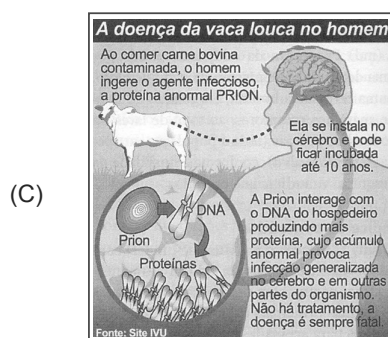 A doença da vaca louca no homem
Ao comer carne bovina
contaminada, o homem
ingere o agente infeccioso,
a proteína anormal PRION.
Ela se instala no
cérebro e pode
ficar incubada
até 10 anos.
(C)
DNA
Prion
Proteínas
A Prion interage com
o DNA do hospedeiro
produzindo mais
proteína, cujo acúmulo
anormal provoca
infecção generalizada
no cérebro e em outras
partes do organismo.
Não há tratamento, a
doença é sempre fatal.
Fonte: Site IVU